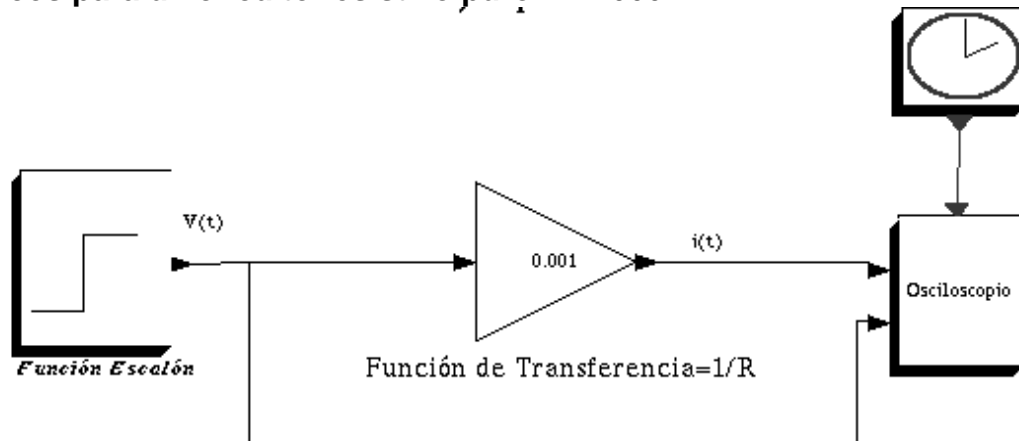 V(t)
0.001
i(t)
Osciloscopio
Función Escalón
Función de Transferencia=1/R